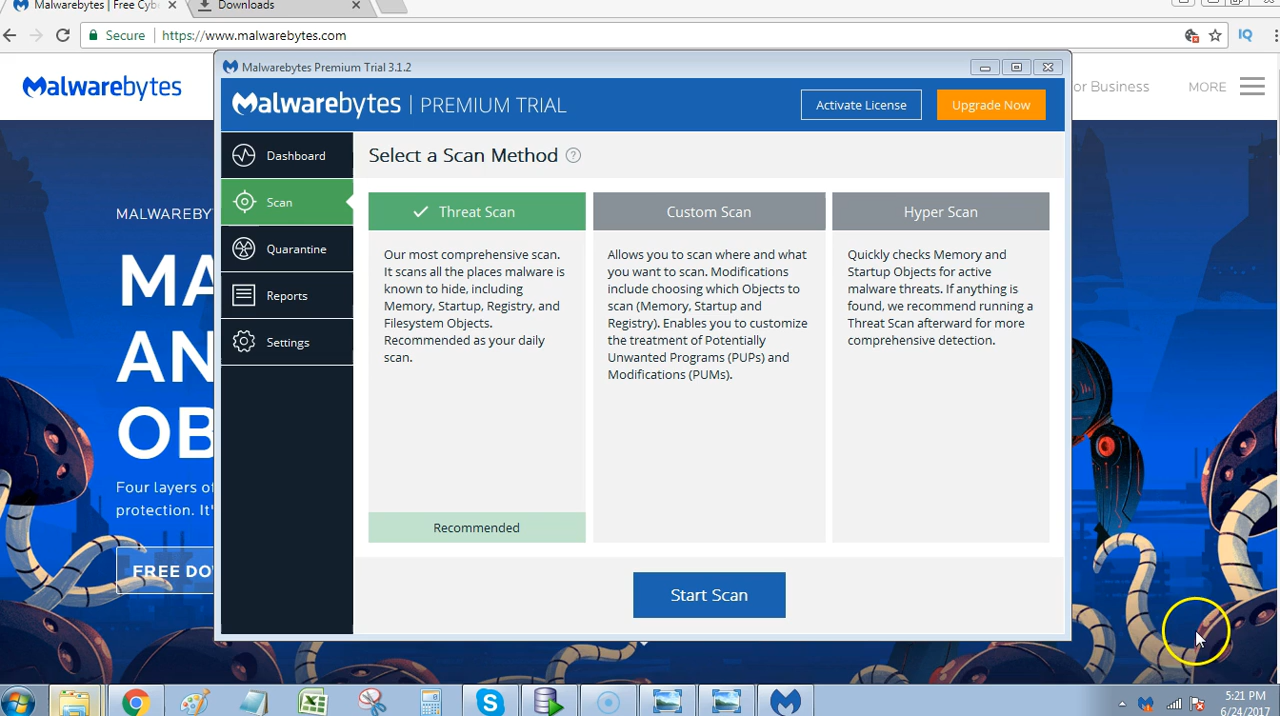 Malwarebytes | Free Cyb
Downloads
Secure
https://www.malwarebytes.com
IQ
Malwarebytes Premium Trial 3.1.2
Malwarebytes
or Business
MORE
Malwarebytes | PREMIUM TRIAL
Activate License
Upgrade Now
Dashboard
Scan
Quarantine
Reports
Settings
Select a Scan Method ?
Threat Scan
Our most comprehensive scan.
It scans all the places malware is
known to hide, including
Memory, Startup, Registry, and
Filesystem Objects.
Recommended as your daily
scan.
Recommended
Custom Scan
Allows you to scan where and what
you want to scan. Modifications
include choosing which Objects to
scan (Memory, Startup and
Registry). Enables you to customize
the treatment of Potentially
Unwanted Programs (PUPs) and
Modifications (PUMs).
Hyper Scan
Quickly checks Memory and
Startup Objects for active
malware threats. If anything is
found, we recommend running a
Threat Scan afterward for more
comprehensive detection.
Start Scan
MALWAREBY
MA
AN
OB
Four layers of
protection. It'
FREE DO
5:21 PM
6/24/2017